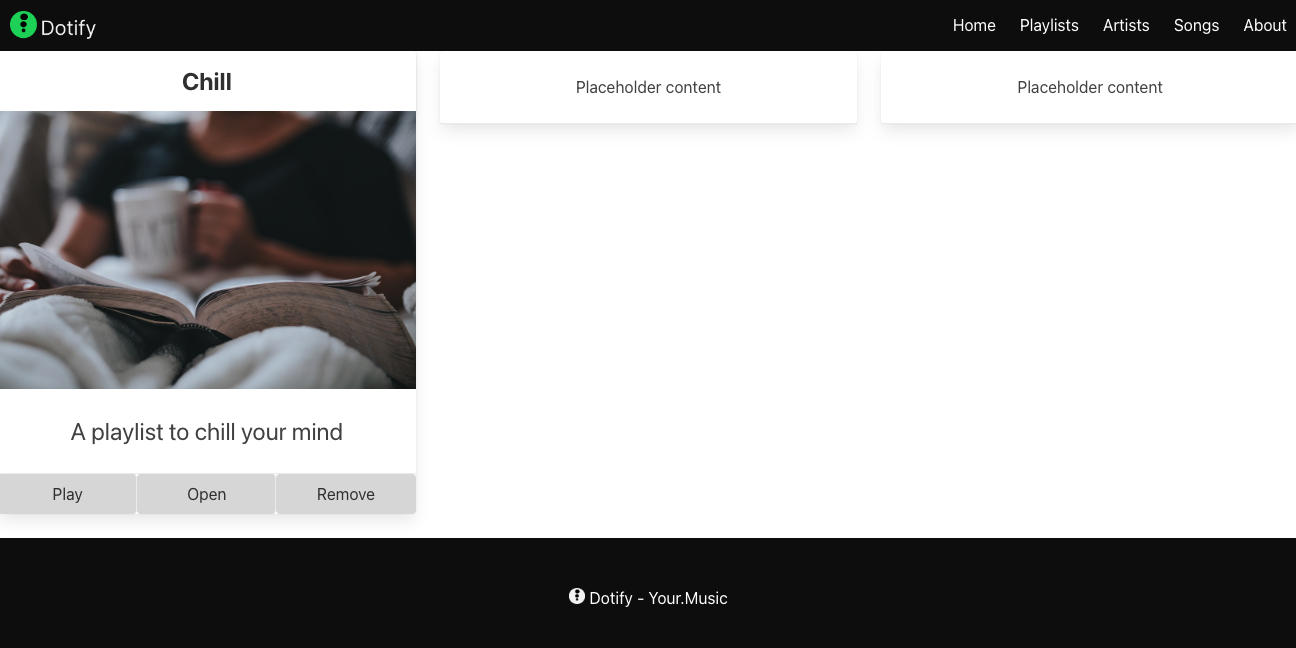 Dotify
Home Playlists Artists Songs About
Chill
Placeholder content
Placeholder content
A playlist to chill your mind
Play Open Remove
Dotify - Your.Music